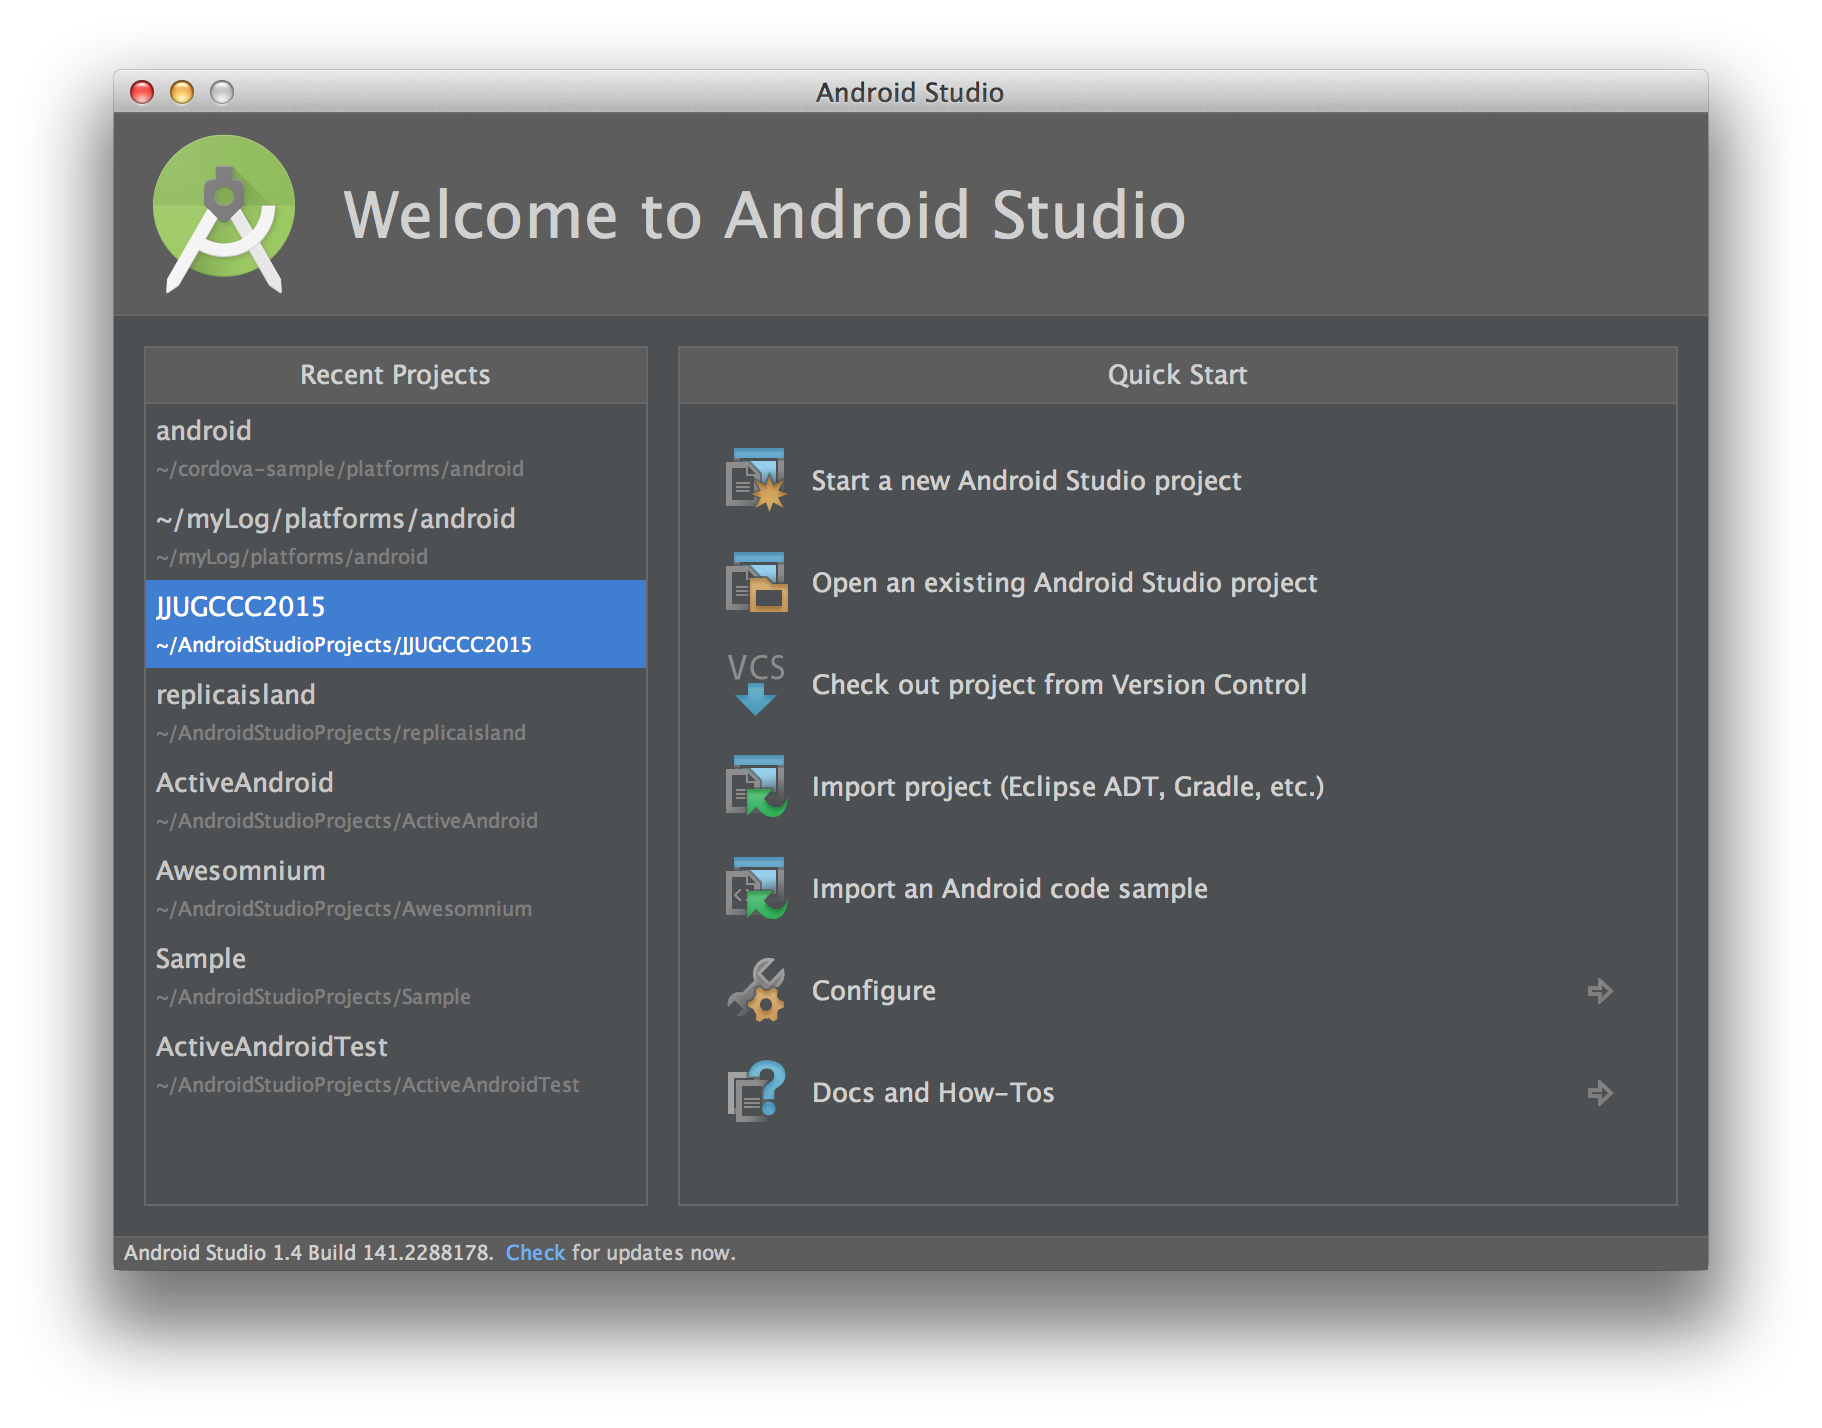 Android Studio
Welcome to Android Studio
Recent Projects
android
~/cordova-sample/platforms/android
~/myLog/platforms/android
~/myLog/platforms/android
JJUGCCC2015
~/AndroidStudioProjects/JJUGCCC2015
replicaisland
~/AndroidStudioProjects/replicaisland
ActiveAndroid
~/AndroidStudioProjects/ActiveAndroid
Awesomnium
~/AndroidStudioProjects/Awesomnium
Sample
~/AndroidStudioProjects/Sample
ActiveAndroidTest
~/AndroidStudioProjects/ActiveAndroidTest
Quick Start
Start a new Android Studio project
Open an existing Android Studio project
VCS
Check out project from Version Control
Import project (Eclipse ADT, Gradle, etc.)
Import an Android code sample
Configure
Docs and How-Tos
Android Studio 1.4 Build 141.2288178. Check for updates now.